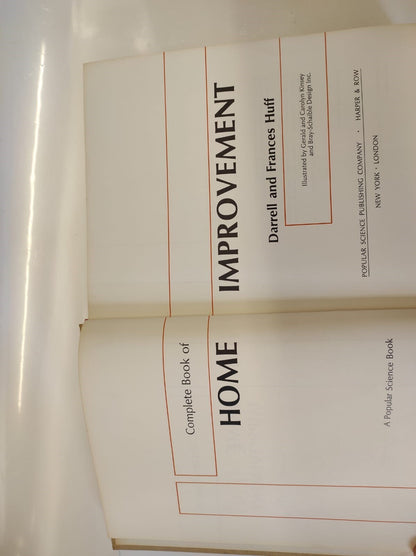 Complete Book of
HOME IMPROVEMENT
Darrell and Frances Huff
Illustrated by Gerald and Carolyn Kinsey
and Bray-Schaible Design Inc.
A Popular Science Book
POPULAR SCIENCE PUBLISHING COMPANY • HARPER & ROW
NEW YORK • LONDON